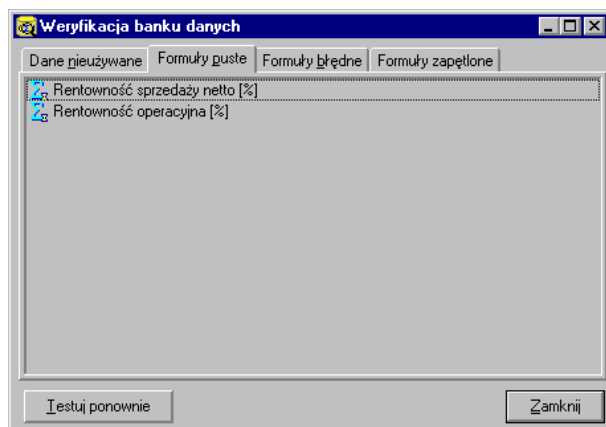 Weryfikacja banku danych
Dane nieużywane Formuły puste Formuły błędne Formuły zapętlone
Rentowność sprzedaży netto [%]
Rentowność operacyjna [%]
Testuj ponownie Zamknij